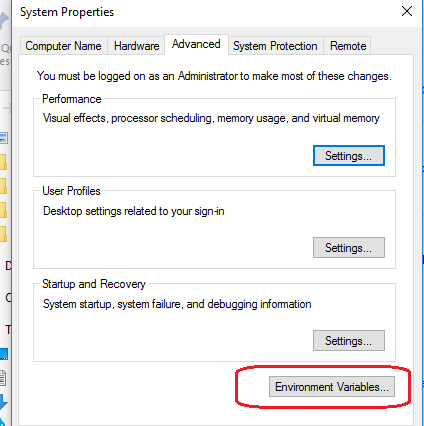 System Properties
Computer Name Hardware Advanced System Protection Remote
You must be logged on as an Administrator to make most of these changes.
Performance
Visual effects, processor scheduling, memory usage, and virtual memory
Settings...
User Profiles
Desktop settings related to your sign-in
Settings...
Startup and Recovery
System startup, system failure, and debugging information
Settings...
Environment Variables...